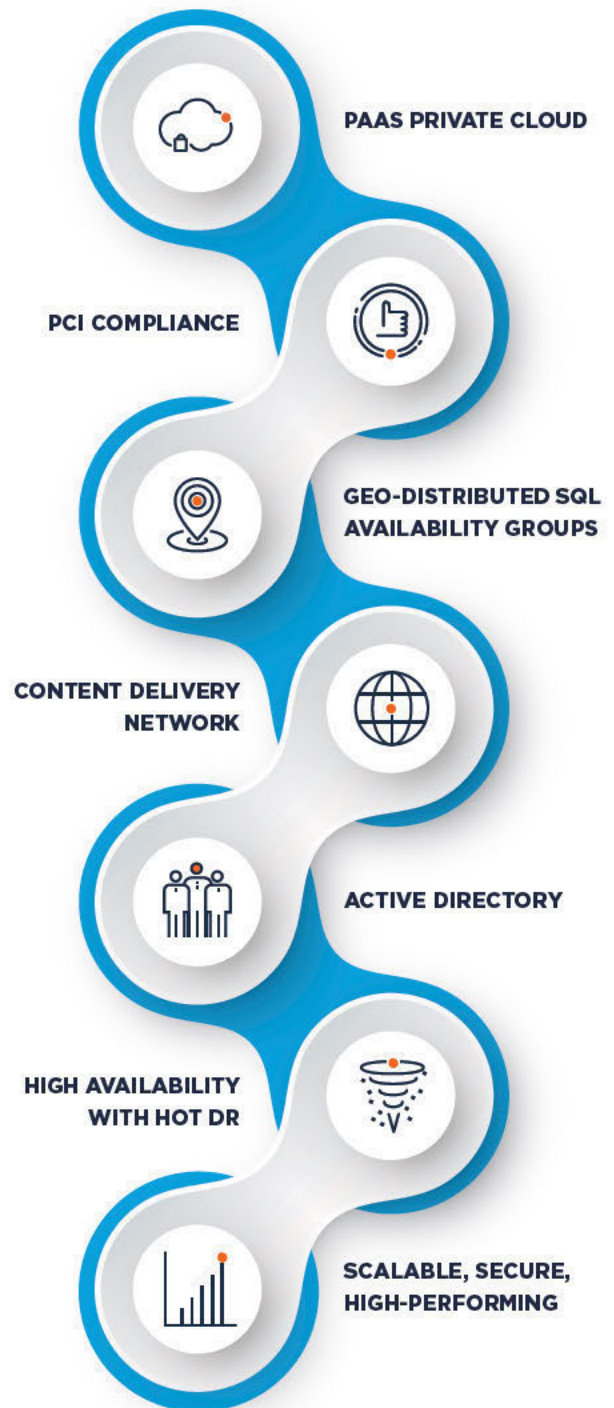 PAAS PRIVATE CLOUD
PCI COMPLIANCE
GEO-DISTRIBUTED SQL
AVAILABILITY GROUPS
CONTENT DELIVERY
NETWORK
ACTIVE DIRECTORY
HIGH AVAILABILITY
WITH HOT DR
SCALABLE, SECURE,
HIGH-PERFORMING